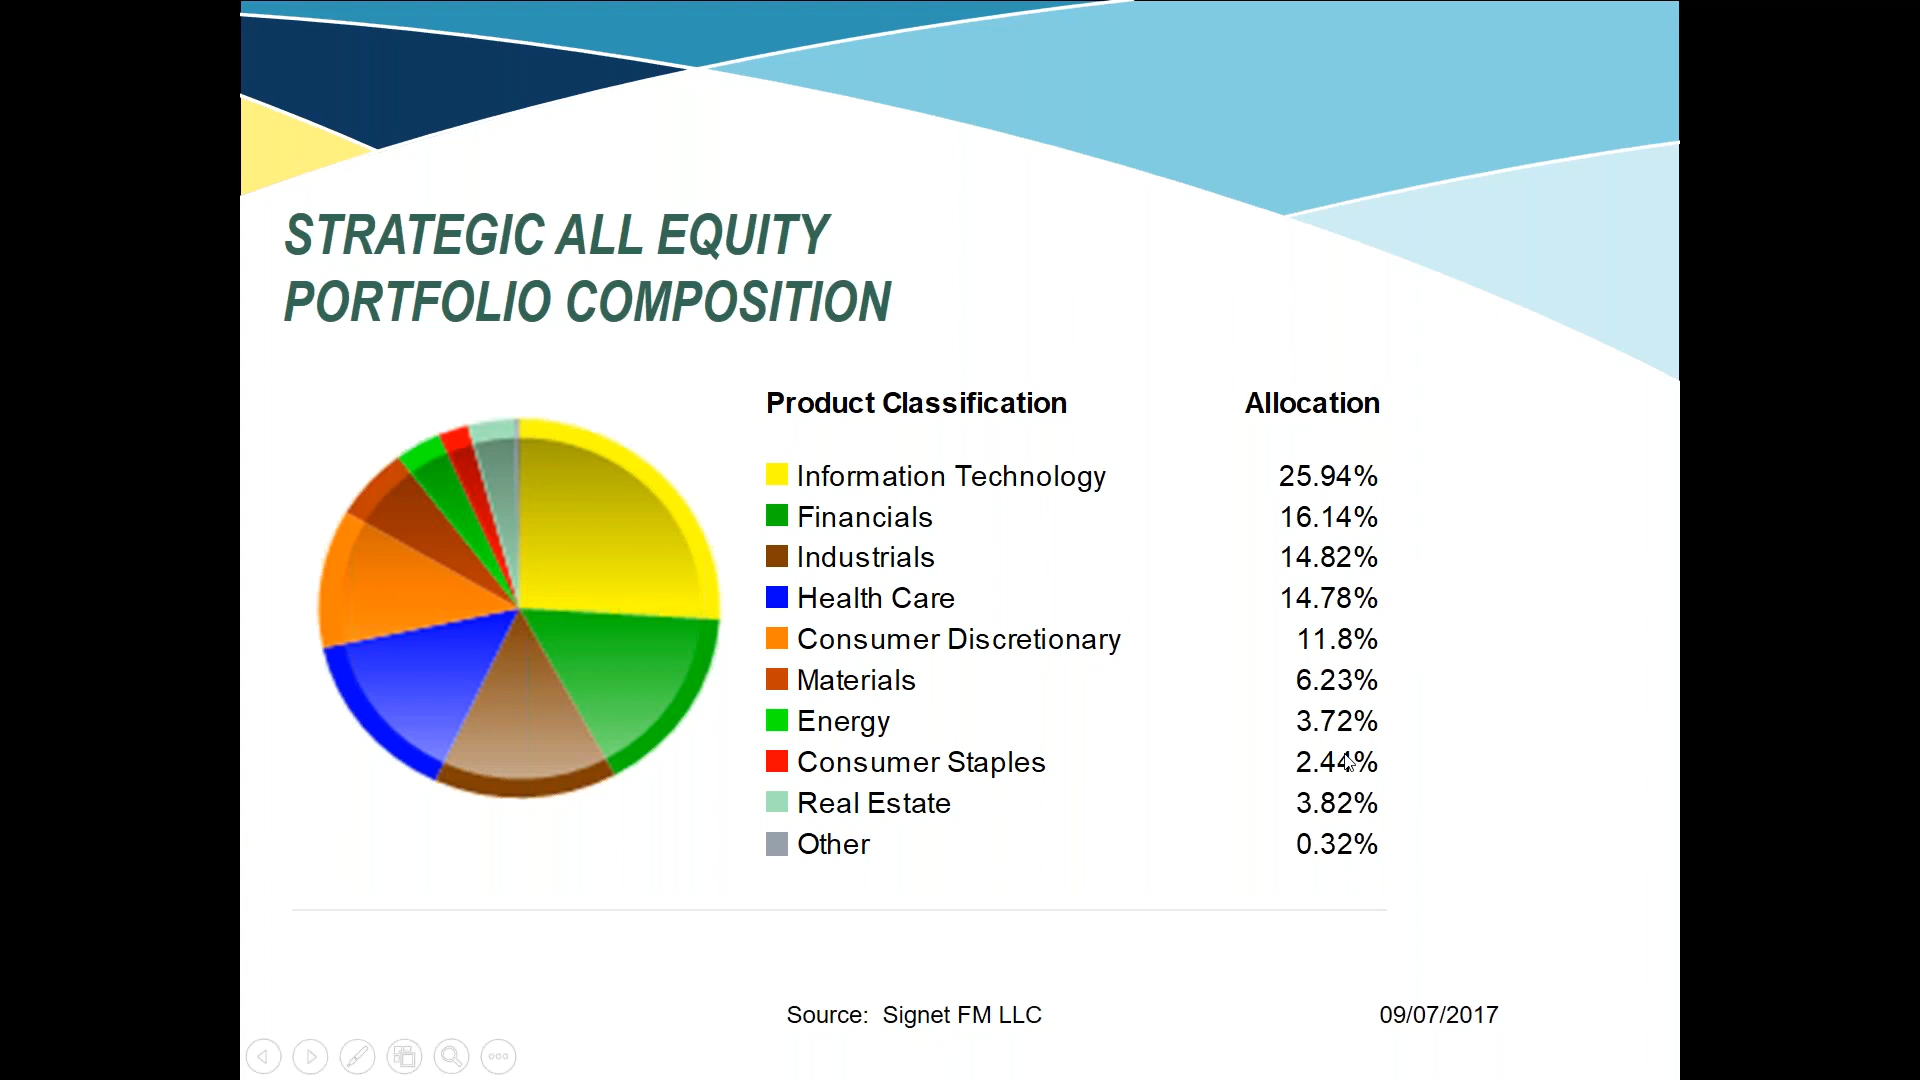 STRATEGIC ALL EQUITY
PORTFOLIO COMPOSITION
Product Classification Allocation
Information Technology 25.94%
Financials 16.14%
Industrials 14.82%
Health Care 14.78%
Consumer Discretionary 11.8%
Materials 6.23%
Energy 3.72%
Consumer Staples 2.44%
Real Estate 3.82%
Other 0.32%
Source: Signet FM LLC 09/07/2017